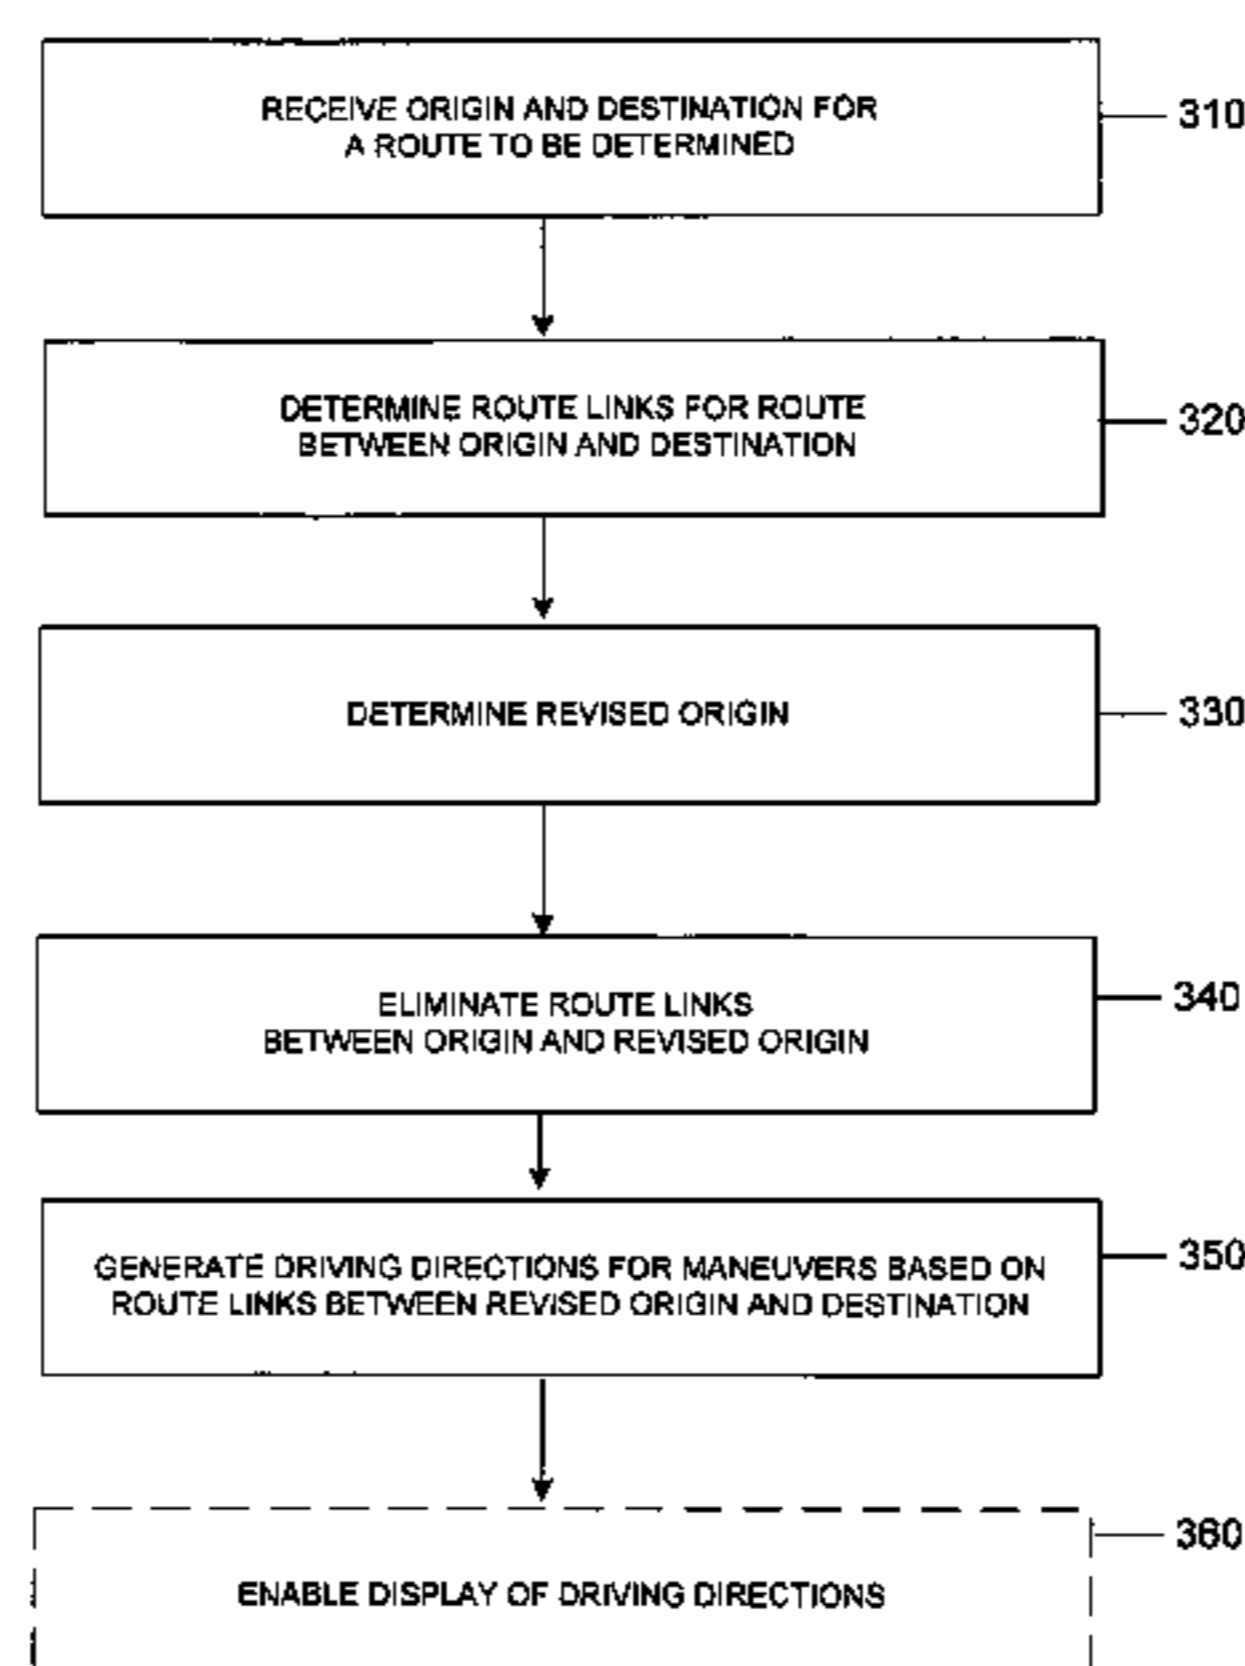 RECEIVE ORIGIN AND DESTINATION FOR
A ROUTE TO BE DETERMINED
310
DETERMINE ROUTE LINKS FOR ROUTE
BETWEEN ORIGIN AND DESTINATION
320
DETERMINE REVISED ORIGIN
330
ELIMINATE ROUTE LINKS
BETWEEN ORIGIN AND REVISED ORIGIN
340
GENERATE DRIVING DIRECTIONS FOR MANEUVERS BASED ON
ROUTE LINKS BETWEEN REVISED ORIGIN AND DESTINATION
350
ENABLE DISPLAY OF DRIVING DIRECTIONS
360